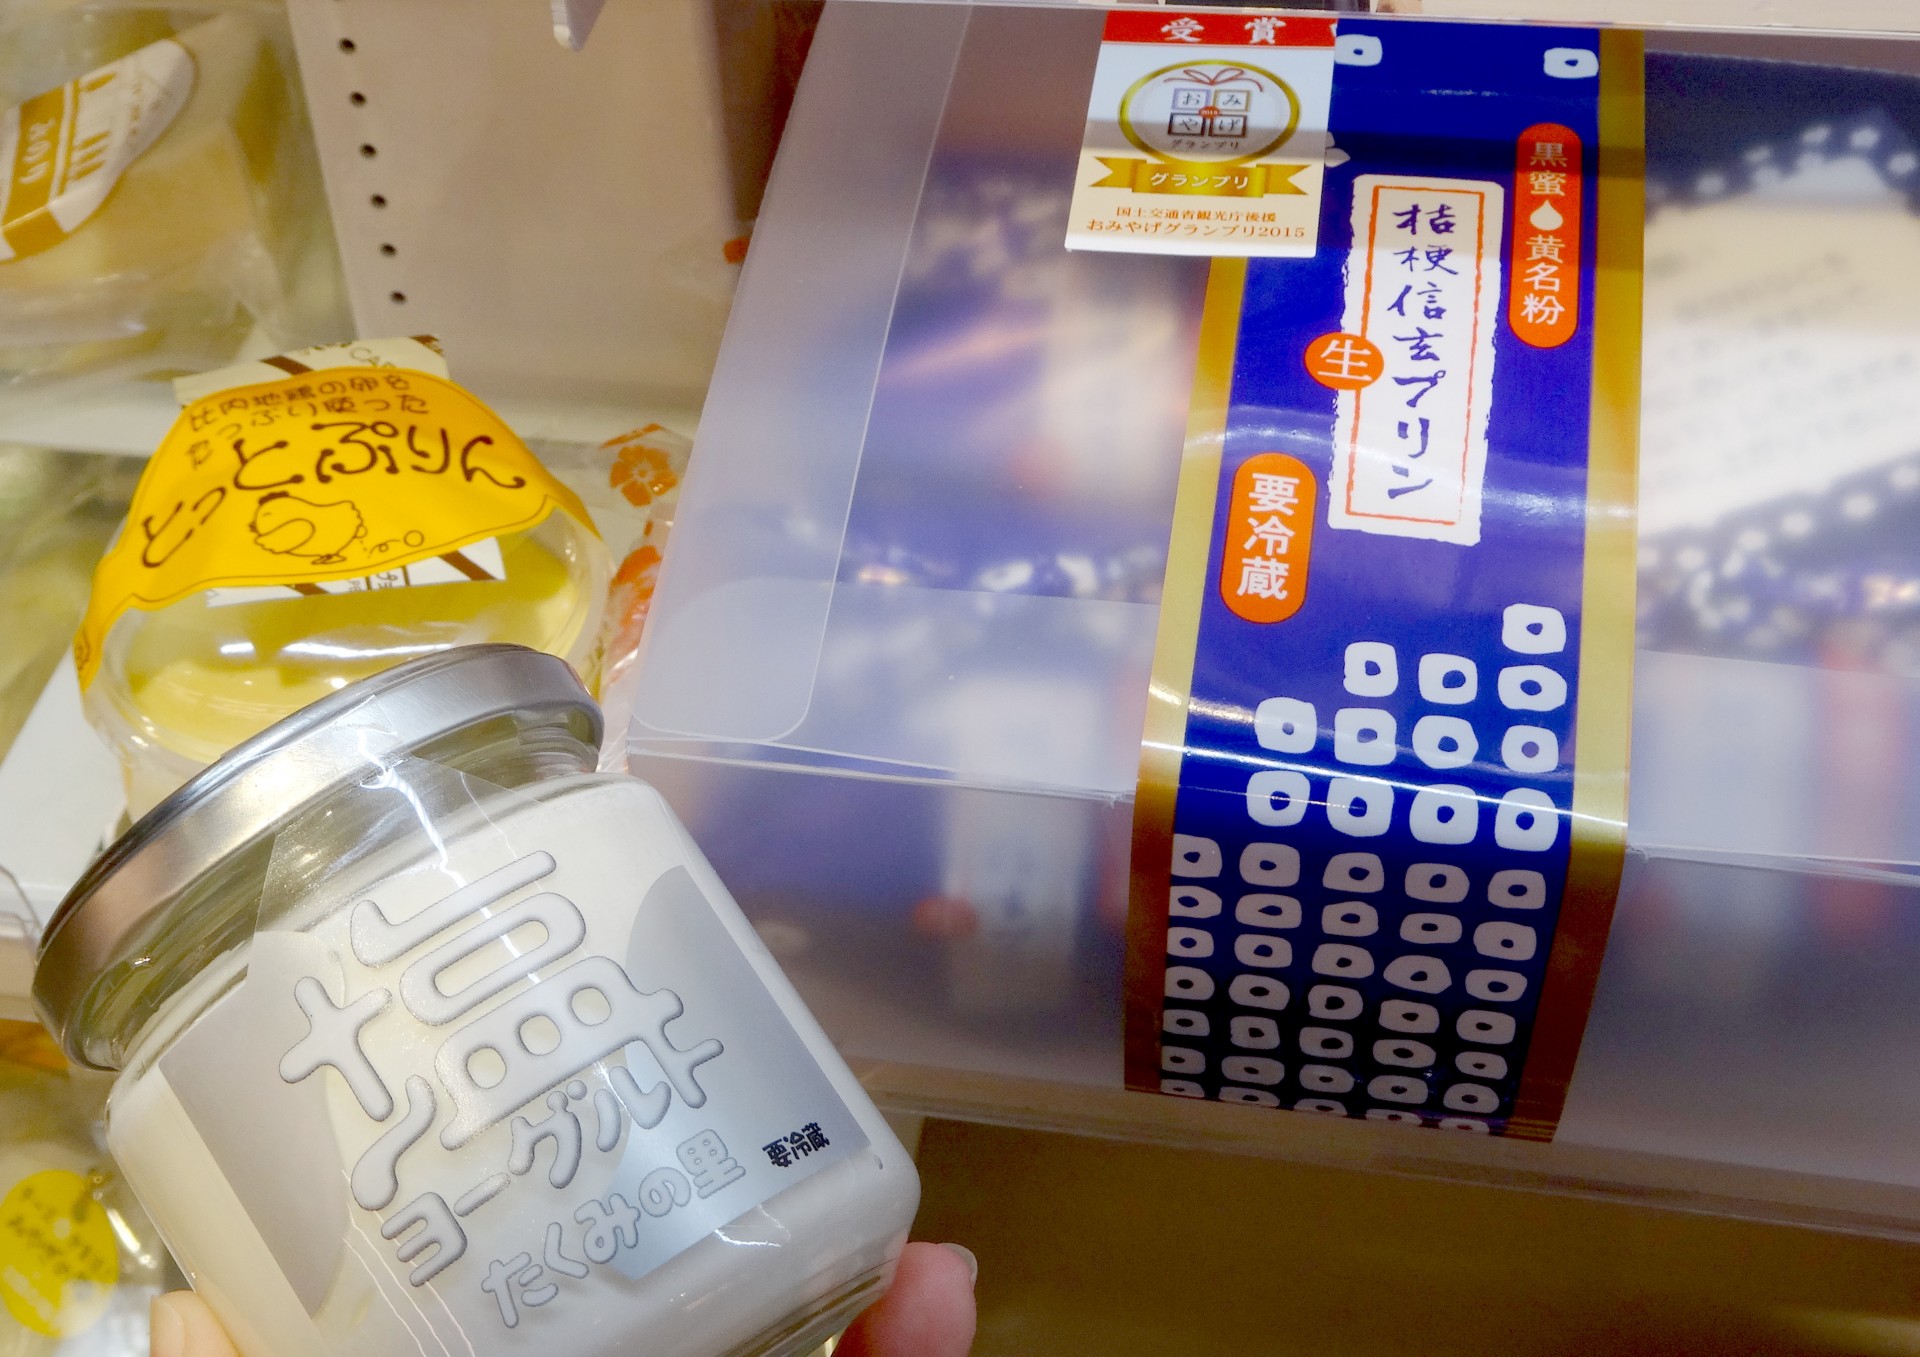 受賞
おみ
やげ
グランプリ
グランプリ
国土交通省観光庁後援
おみやげグランプリ2015
黒蜜
黄名粉
桔梗信玄プリン
生
要冷蔵
比内地鶏の卵を
たっぷり使った
とっとぷりん
塩
ヨーグルト
たくみの里
要冷蔵